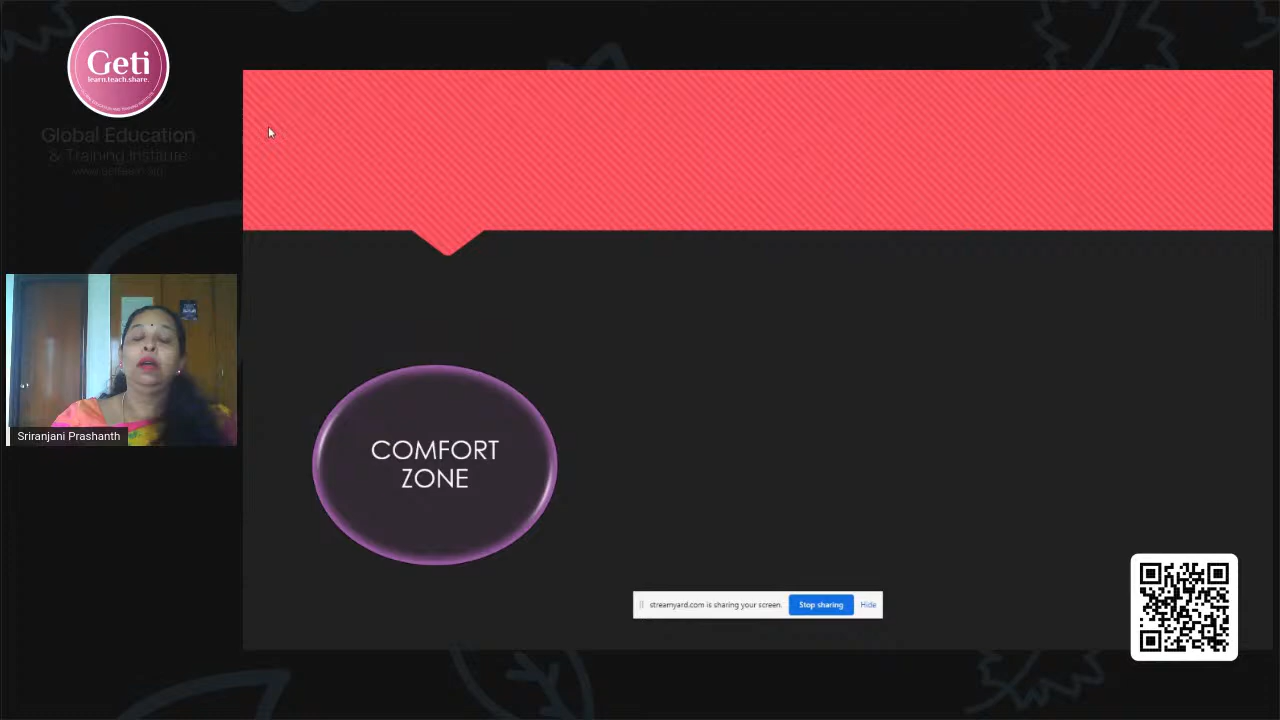 Geti
learn.teach.share.
Global Education
& Training Institute
Sriranjani Prashanth
COMFORT
ZONE
streamyard.com is sharing your screen.
Stop sharing
Hide